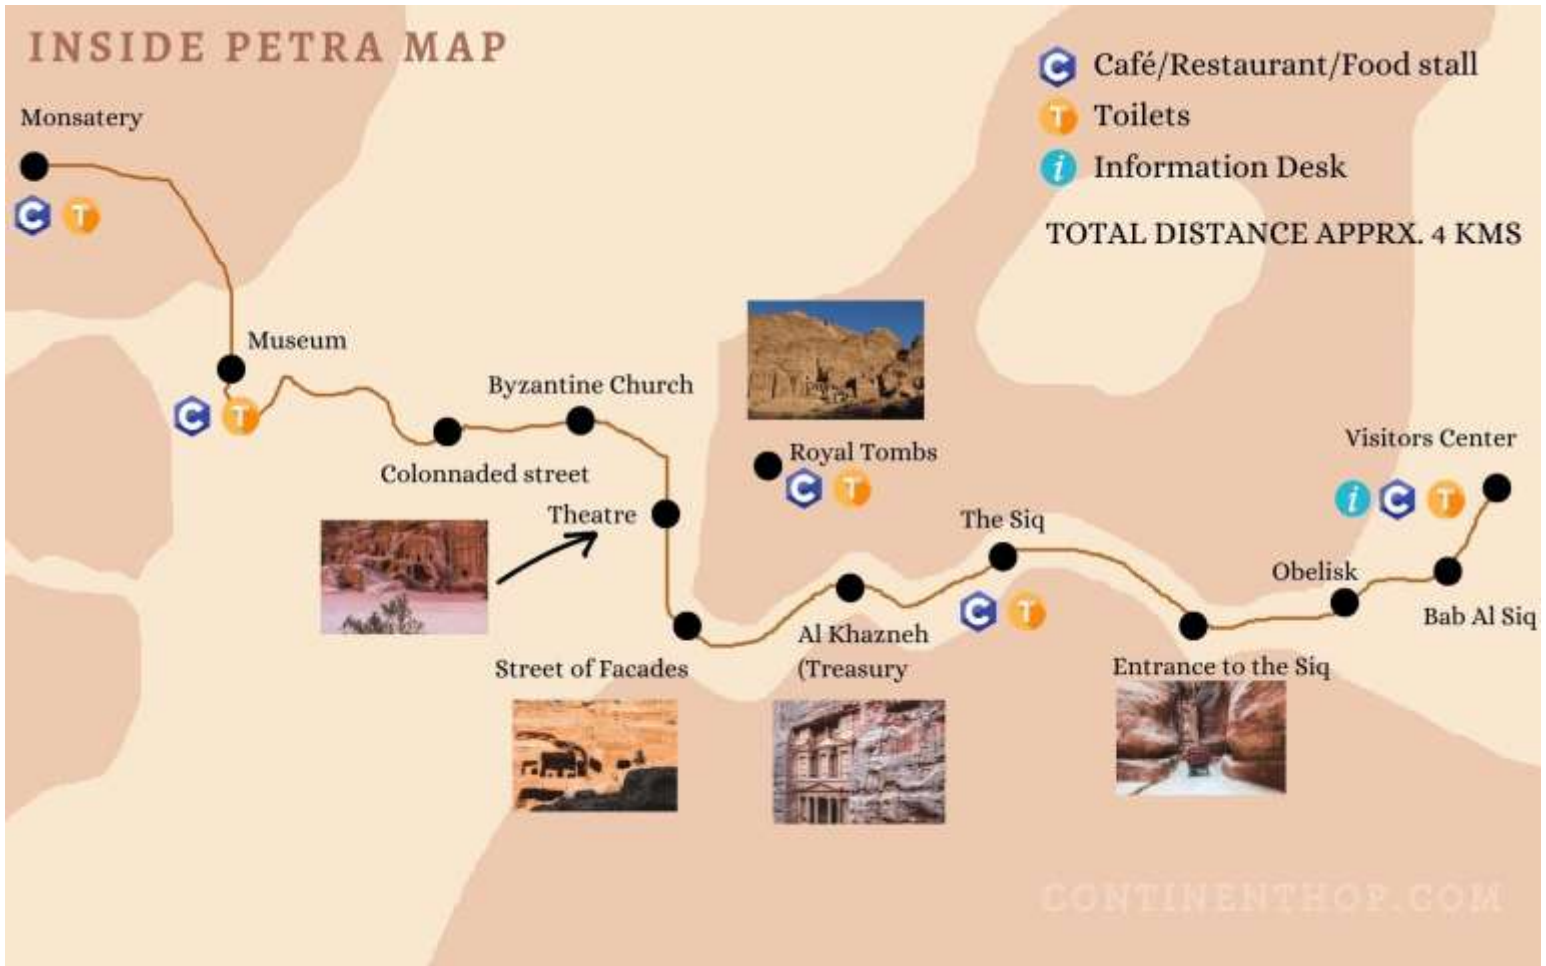 INSIDE PETRA MAP
C Café/Restaurant/Food stall
T Toilets
i Information Desk
TOTAL DISTANCE APPRX. 4 KMS
Monsatery
C T
Museum
C T
Byzantine Church
Colonnaded street
Theatre
Royal Tombs
C T
Visitors Center
i C T
The Siq
C T
Obelisk
Bab Al Siq
Al Khazneh
(Treasury
Street of Facades
Entrance to the Siq
CONTINENTHOP.COM